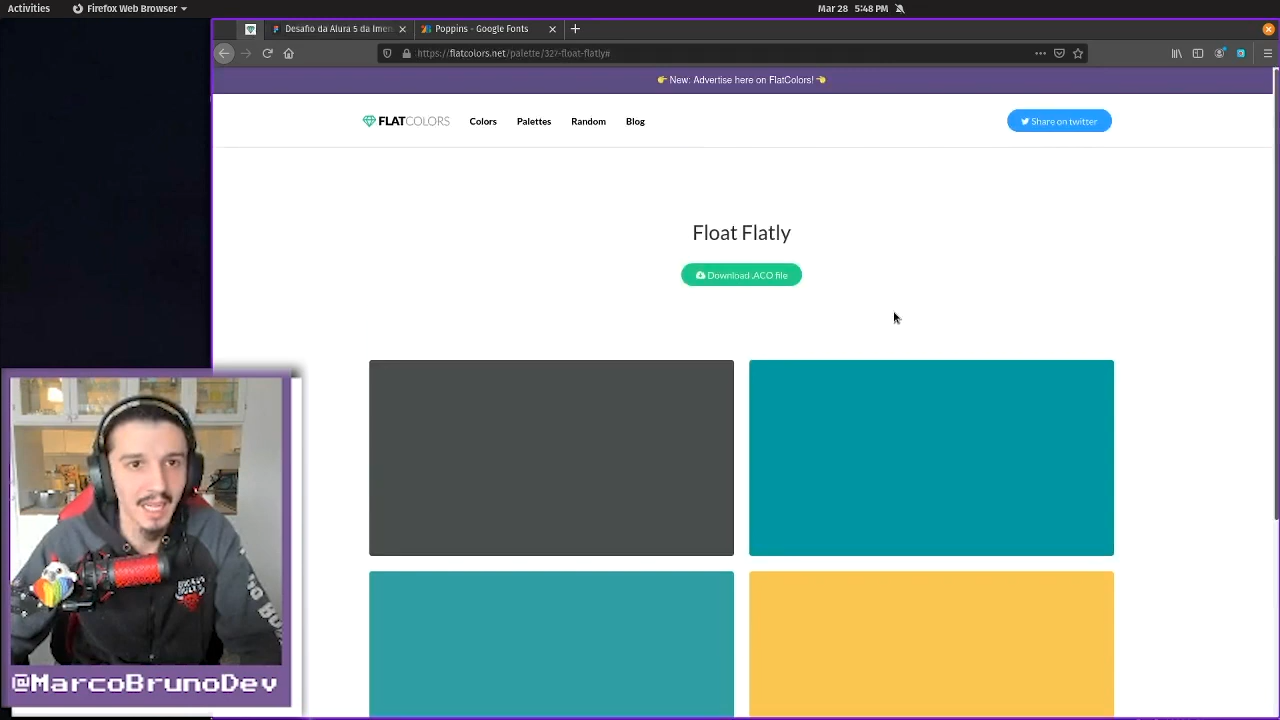 Activities
Firefox Web Browser
Mar 28 5:48 PM
Desafio da Alura 5 da Imer
Poppins - Google Fonts
https://flatcolors.net/palette/327-float-flatly#
New: Advertise here on FlatColors!
FLATCOLORS
Colors
Palettes
Random
Blog
Share on twitter
Float Flatly
Download .ACO file
@MarcoBrunoDev